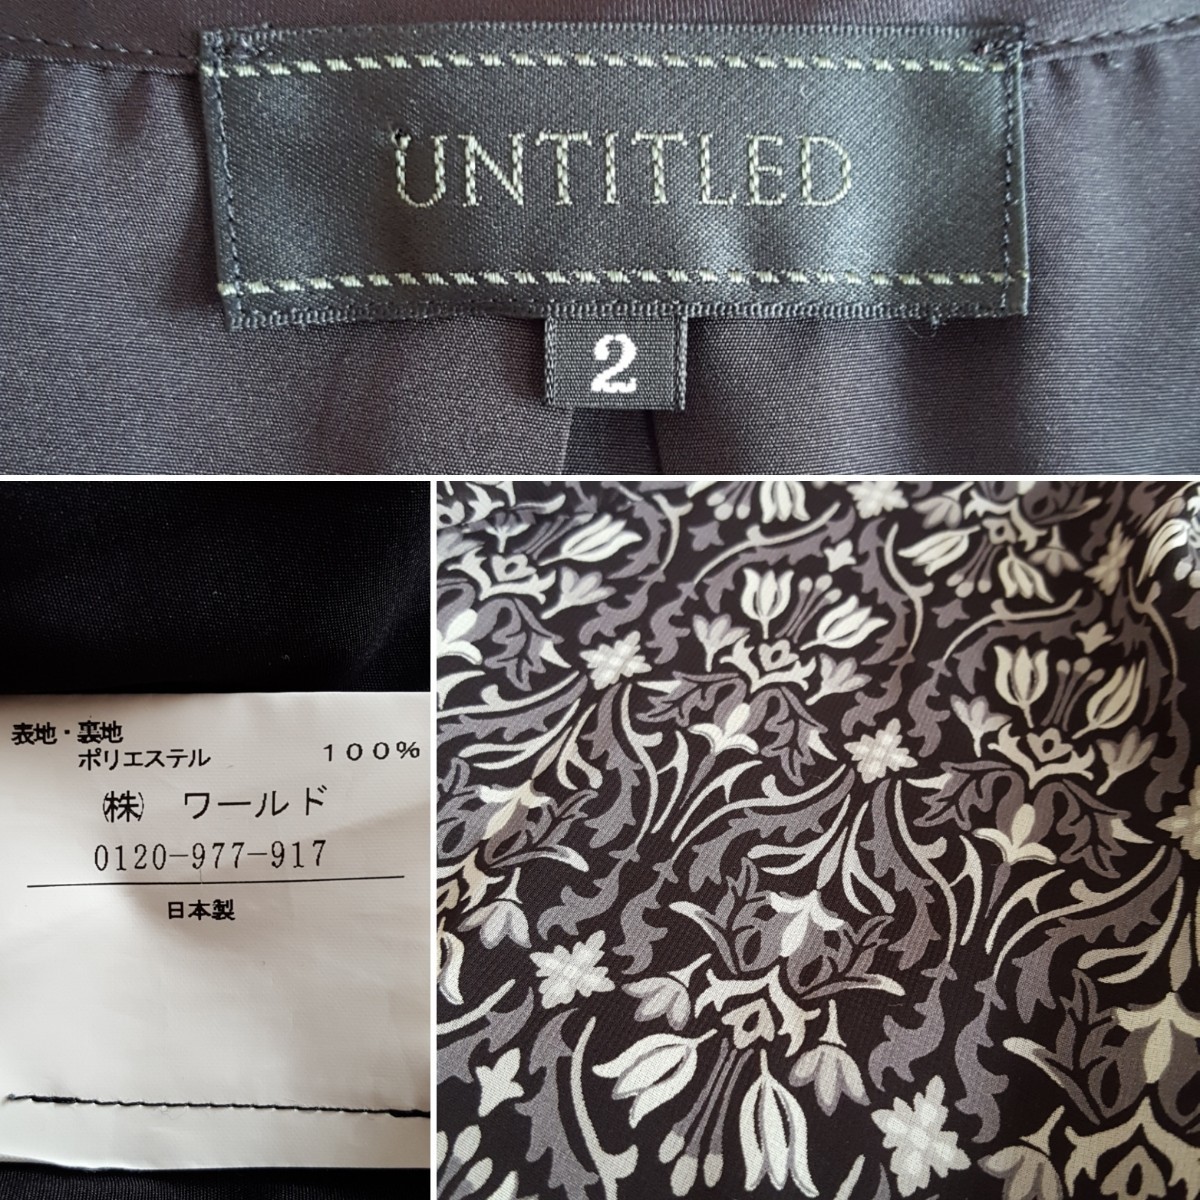 UNTITLED
2
表地・裏地
ポリエステル 100%
㈱ ワールド
0120-977-917
日本製